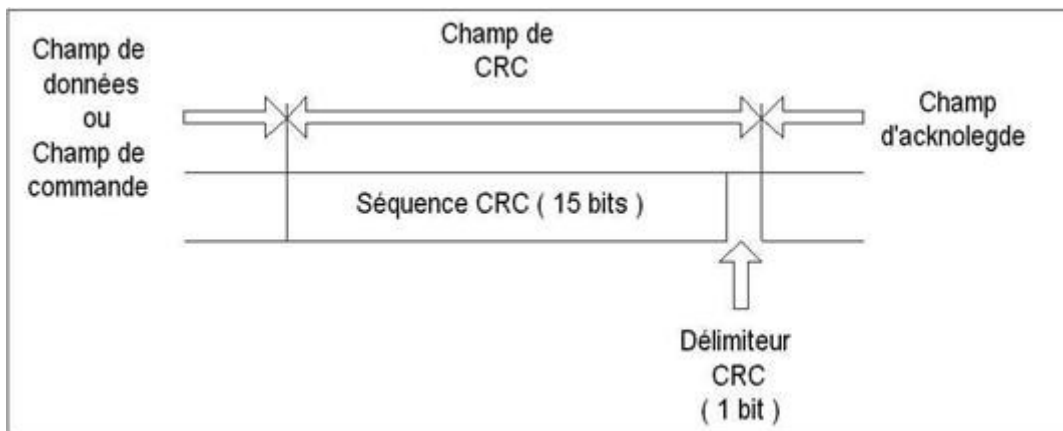 Champ de
données
ou
Champ de
commande
Champ de
CRC
Champ
d'acknolegde
Séquence CRC ( 15 bits )
Délimiteur
CRC
( 1 bit )